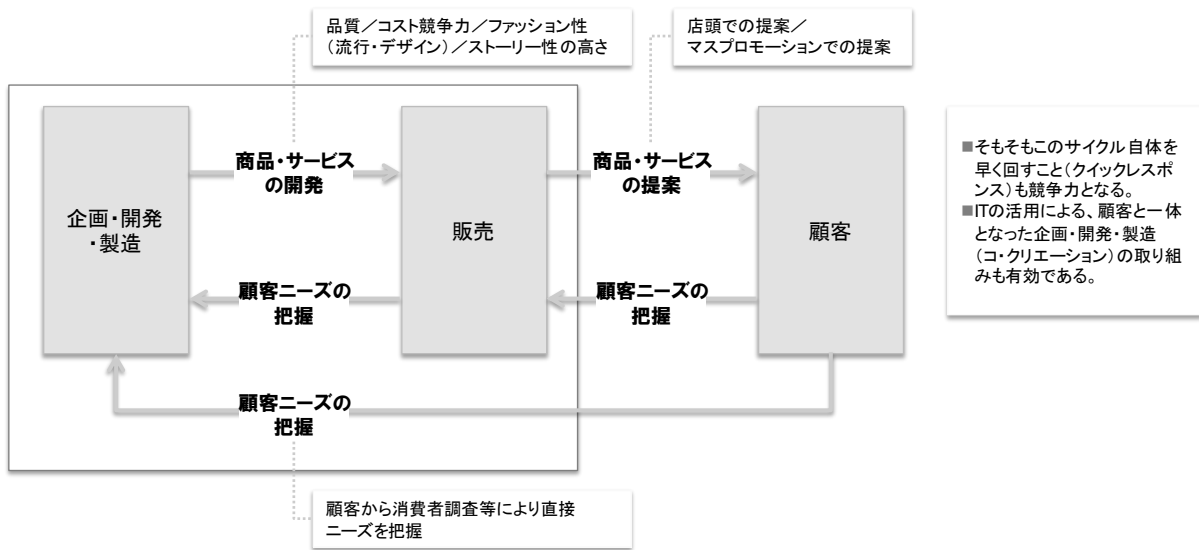 品質／コスト競争力／ファッション性
（流行・デザイン）／ストーリー性の高さ
店頭での提案／
マスプロモーションでの提案
企画・開発
・製造
商品・サービス
の開発
販売
商品・サービス
の提案
顧客
顧客ニーズの
把握
顧客ニーズの
把握
顧客ニーズの
把握
顧客から消費者調査等により直接
ニーズを把握
■そもそもこのサイクル自体を
早く回すこと（クイックレスポ
ンス）も競争力となる。
■ITの活用による、顧客と一体
となった企画・開発・製造
（コ・クリエーション）の取り組
みも有効である。